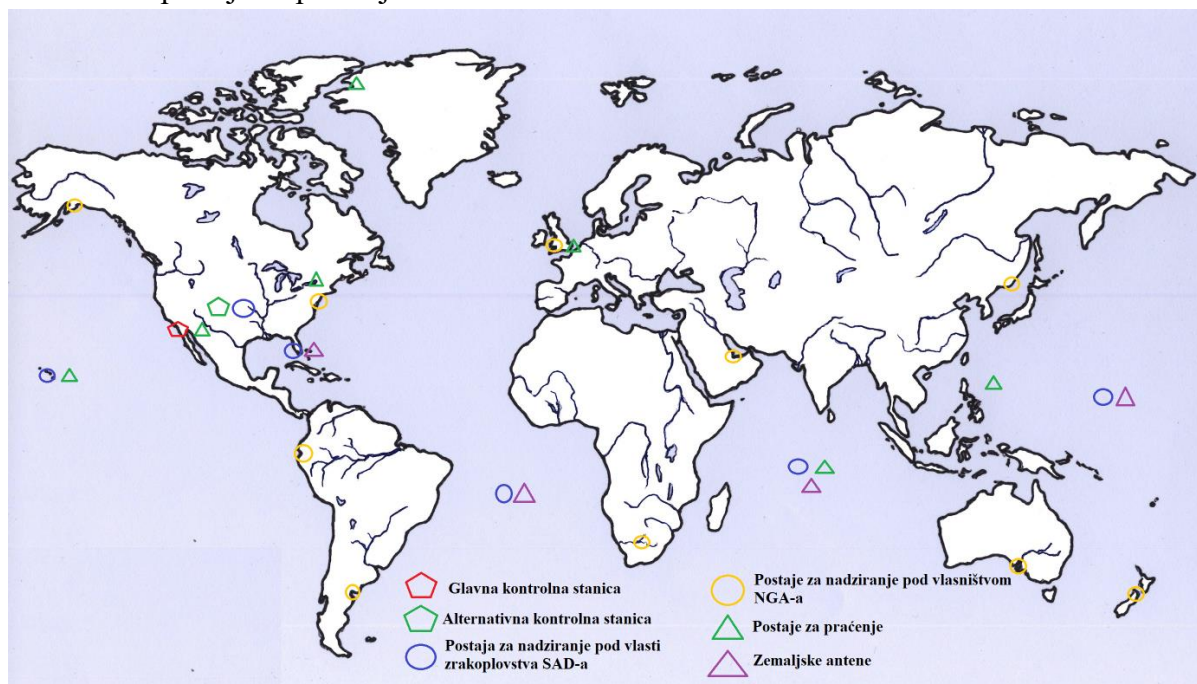 Glavna kontrolna stanica
Alternativna kontrolna stanica
Postaja za nadziranje pod vlasti
zrakoplovstva SAD-a
Postaje za nadziranje pod vlasništvom
NGA-a
Postaje za praćenje
Zemaljske antene